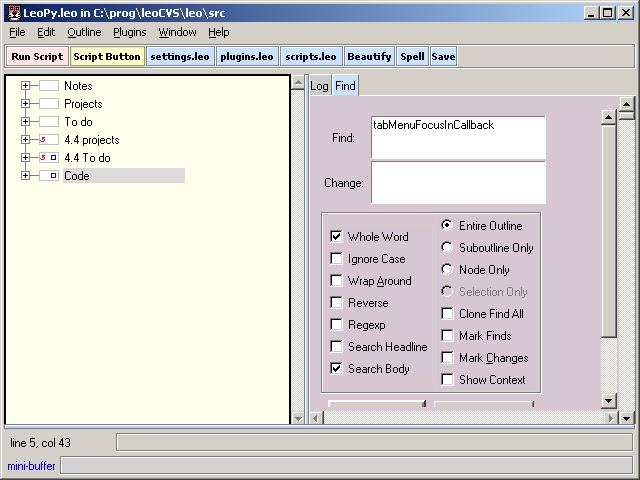 LeoPy.leo in C:\prog\leoCVS\leo\src
File Edit Outline Plugins Window Help
Run Script Script Button settings.leo plugins.leo scripts.leo Beautify Spell Save
Notes
Projects
To do
5 4.4 projects
5 4.4 To do
Code
Log Find
Find: tabMenuFocusInCallback
Change:
Whole Word
Ignore Case
Wrap Around
Reverse
Regexp
Search Headline
Search Body
Entire Outline
Suboutline Only
Node Only
Selection Only
Clone Find All
Mark Finds
Mark Changes
Show Context
line 5, col 43
mini-buffer